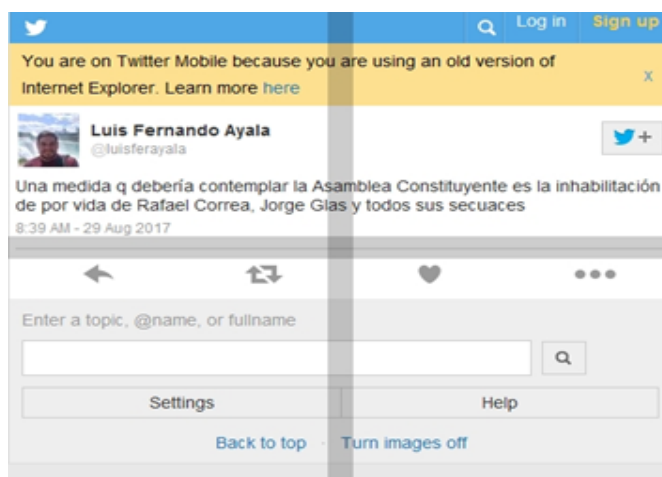 Log in Sign up
You are on Twitter Mobile because you are using an old version of
Internet Explorer. Learn more here x
Luis Fernando Ayala
@luisferayala
Una medida q debería contemplar la Asamblea Constituyente es la inhabilitación
de por vida de Rafael Correa, Jorge Glas y todos sus secuaces
8:39 AM - 29 Aug 2017
Enter a topic, @name, or fullname
Settings Help
Back to top · Turn images off